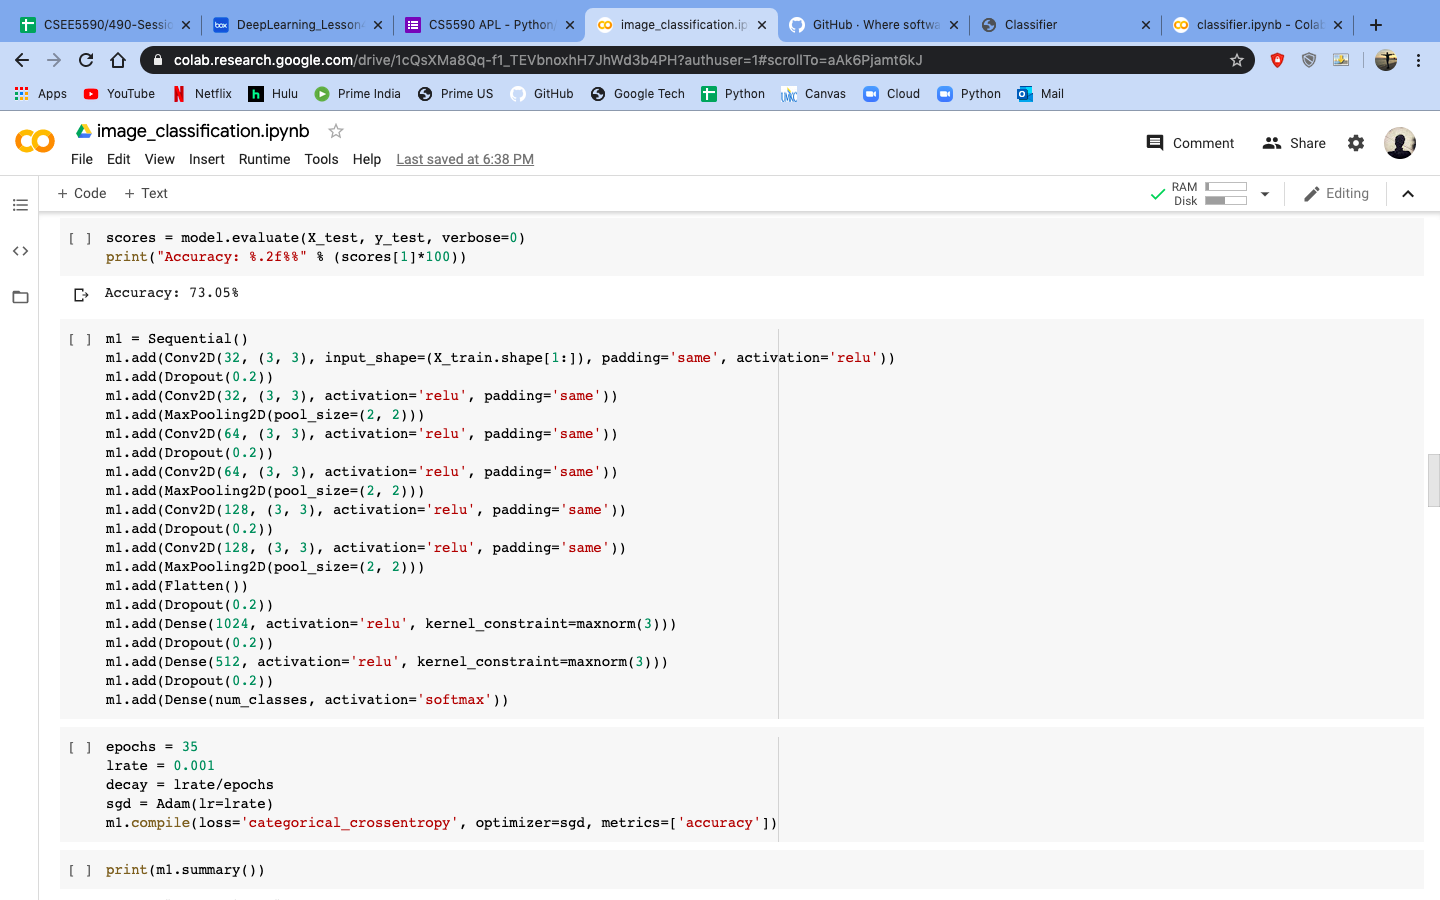 CSEE5590/490-Sessi
DeepLearning_Lesson
CS5590 APL - Python
image_classification.ip
GitHub · Where softwa
Classifier
classifier.ipynb - Colab
colab.research.google.com/drive/1cQsXMa8Qq-f1_TEVbnoxhH7JhWd3b4PH?authuser=1#scrollTo=aAk6Pjamt6kJ
Apps
YouTube
Netflix
Hulu
Prime India
Prime US
GitHub
Google Tech
Python
Canvas
Cloud
Python
Mail
image_classification.ipynb
Comment
Share
File Edit View Insert Runtime Tools Help Last saved at 6:38 PM
+ Code + Text
RAM
Disk
Editing
[ ] scores = model.evaluate(X_test, y_test, verbose=0)
print("Accuracy: %.2f%%" % (scores[1]*100))
Accuracy: 73.05%
[ ] m1 = Sequential()
m1.add(Conv2D(32, (3, 3), input_shape=(X_train.shape[1:]), padding='same', activation='relu'))
m1.add(Dropout(0.2))
m1.add(Conv2D(32, (3, 3), activation='relu', padding='same'))
m1.add(MaxPooling2D(pool_size=(2, 2)))
m1.add(Conv2D(64, (3, 3), activation='relu', padding='same'))
m1.add(Dropout(0.2))
m1.add(Conv2D(64, (3, 3), activation='relu', padding='same'))
m1.add(MaxPooling2D(pool_size=(2, 2)))
m1.add(Conv2D(128, (3, 3), activation='relu', padding='same'))
m1.add(Dropout(0.2))
m1.add(Conv2D(128, (3, 3), activation='relu', padding='same'))
m1.add(MaxPooling2D(pool_size=(2, 2)))
m1.add(Flatten())
m1.add(Dropout(0.2))
m1.add(Dense(1024, activation='relu', kernel_constraint=maxnorm(3)))
m1.add(Dropout(0.2))
m1.add(Dense(512, activation='relu', kernel_constraint=maxnorm(3)))
m1.add(Dropout(0.2))
m1.add(Dense(num_classes, activation='softmax'))
[ ] epochs = 35
lrate = 0.001
decay = lrate/epochs
sgd = Adam(lr=lrate)
m1.compile(loss='categorical_crossentropy', optimizer=sgd, metrics=['accuracy'])
[ ] print(m1.summary())